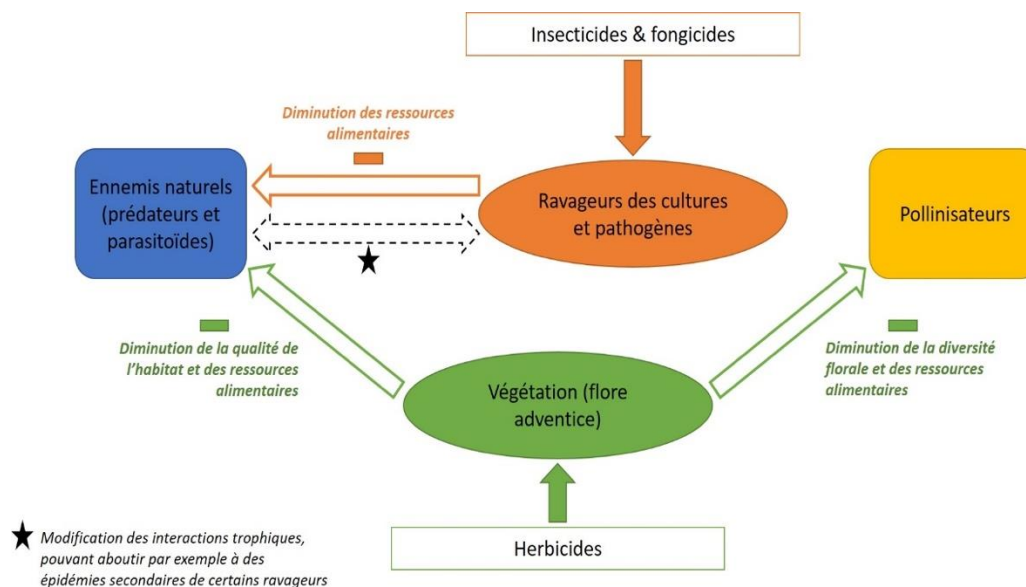 Insecticides & fongicides
Diminution des ressources
alimentaires
Ennemis naturels
(prédateurs et
parasitoïdes)
Ravageurs des cultures
et pathogènes
Pollinisateurs
Diminution de la qualité de
l'habitat et des ressources
alimentaires
Diminution de la diversité
florale et des ressources
alimentaires
Végétation (flore
adventice)
Herbicides
Modification des interactions trophiques,
pouvant aboutir par exemple à des
épidémies secondaires de certains ravageurs